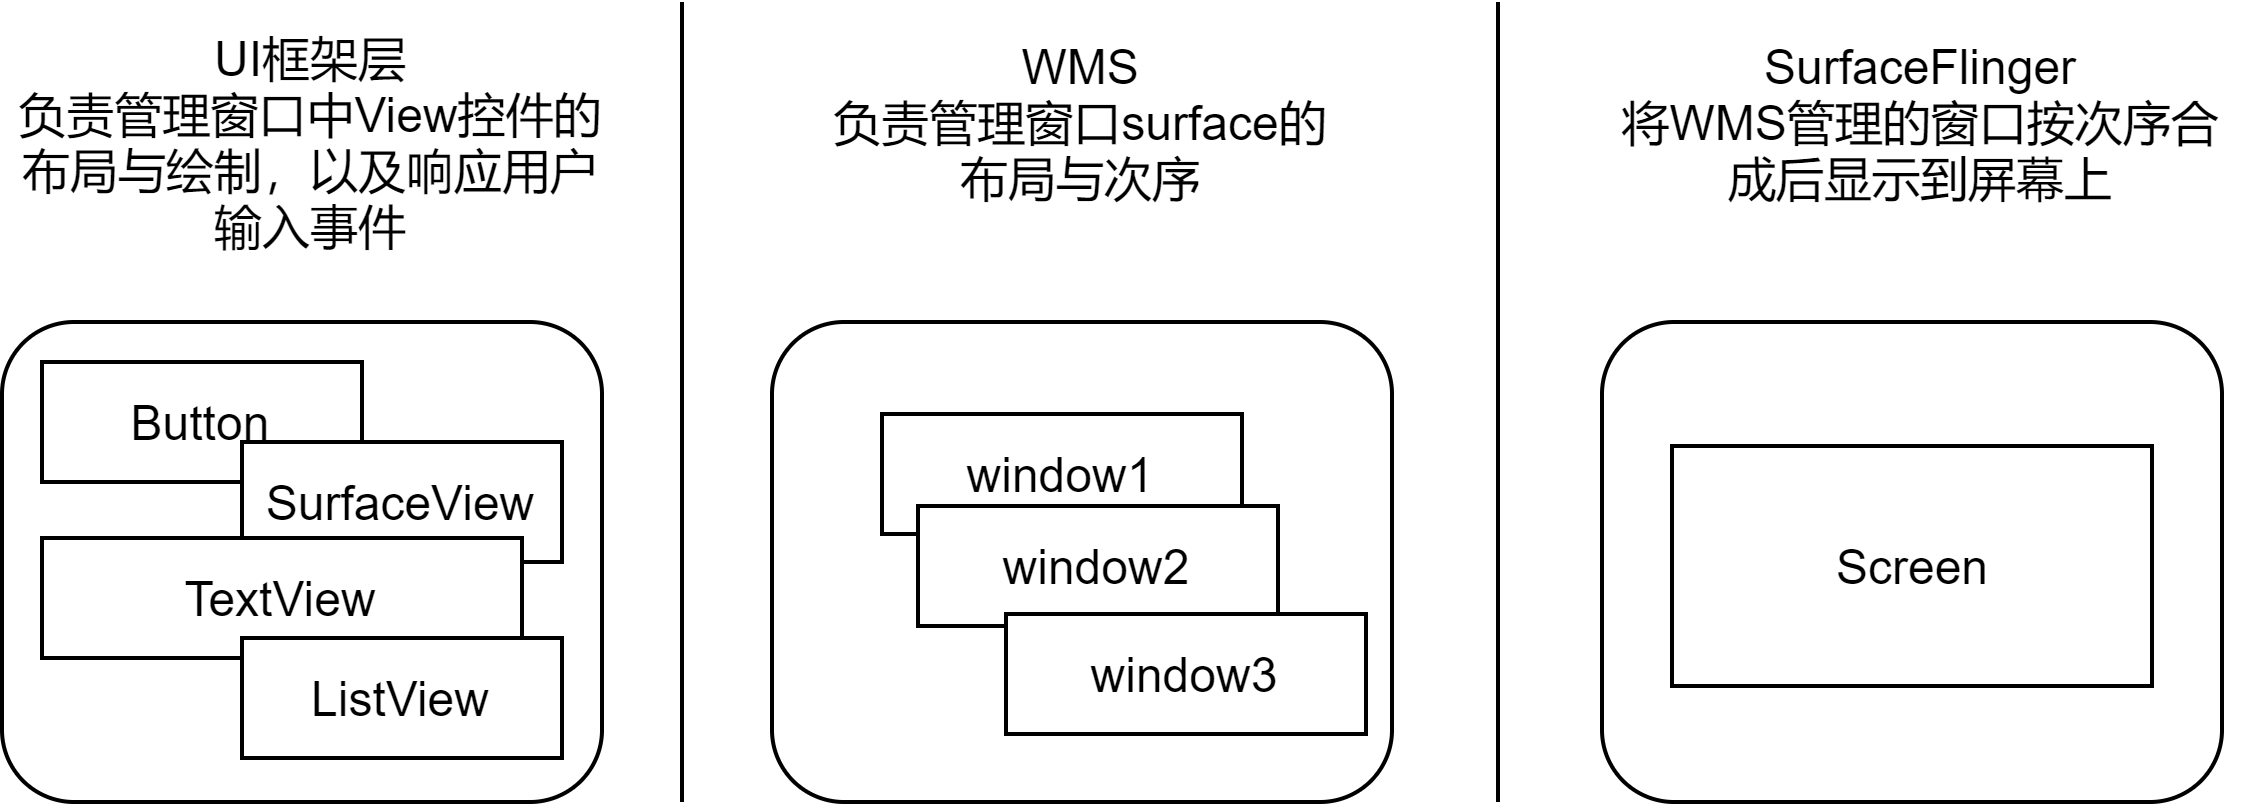 UI框架层
负责管理窗口中View控件的
布局与绘制，以及响应用户
输入事件
Button
SurfaceView
TextView
ListView
WMS
负责管理窗口surface的
布局与次序
window1
window2
window3
SurfaceFlinger
将WMS管理的窗口按次序合
成后显示到屏幕上
Screen